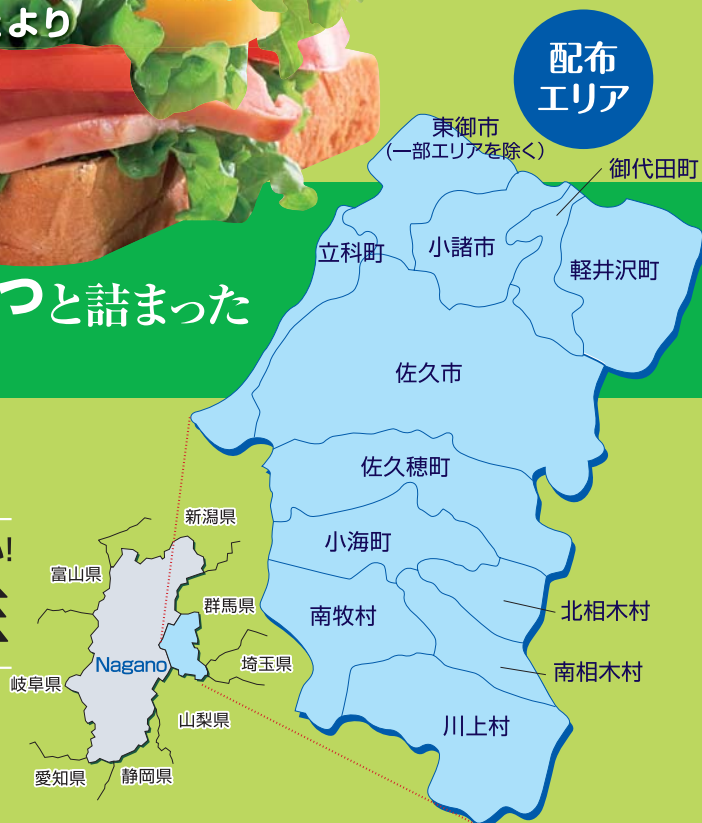 より
配布
エリア
東御市
(一部エリアを除く)
御代田町
立科町
小諸市
軽井沢町
つと詰まった
佐久市
佐久穂町
小海町
南牧村
北相木村
南相木村
川上村
新潟県
富山県
群馬県
Nagano
埼玉県
岐阜県
山梨県
愛知県
静岡県
!